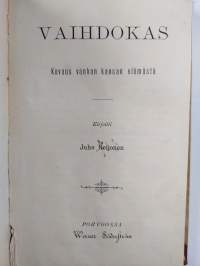 VAIHDOKAS
Kuvaus vanhan kansan elämästä
Kirjoitti
Juho Reijonen
PORVOOSSA
Werner Söderström